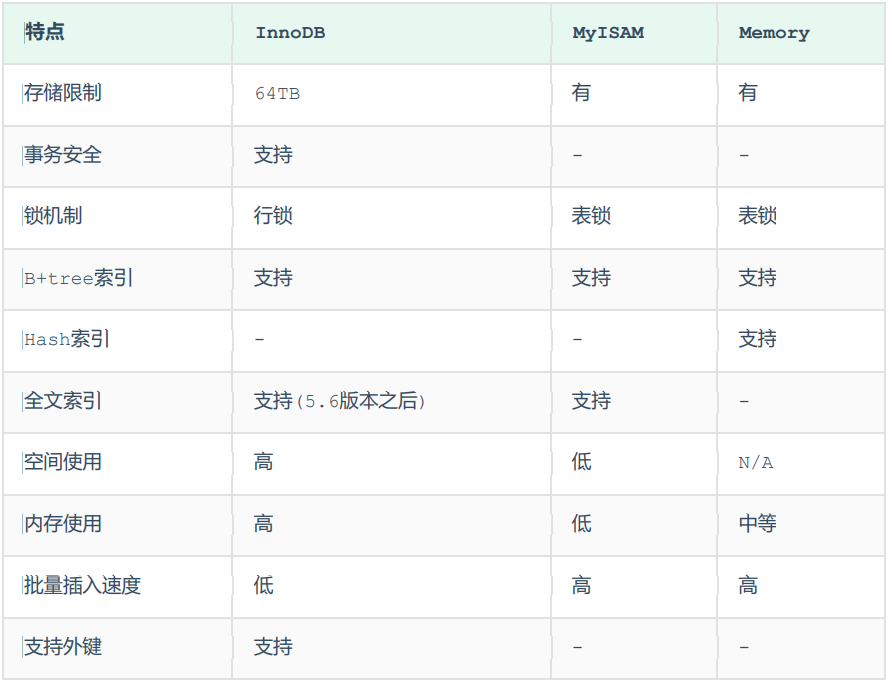 特点 InnoDB MyISAM Memory
存储限制 64TB 有 有
事务安全 支持 - -
锁机制 行锁 表锁 表锁
B+tree索引 支持 支持 支持
Hash索引 - - 支持
全文索引 支持(5.6版本之后) 支持 -
空间使用 高 低 N/A
内存使用 高 低 中等
批量插入速度 低 高 高
支持外键 支持 - -